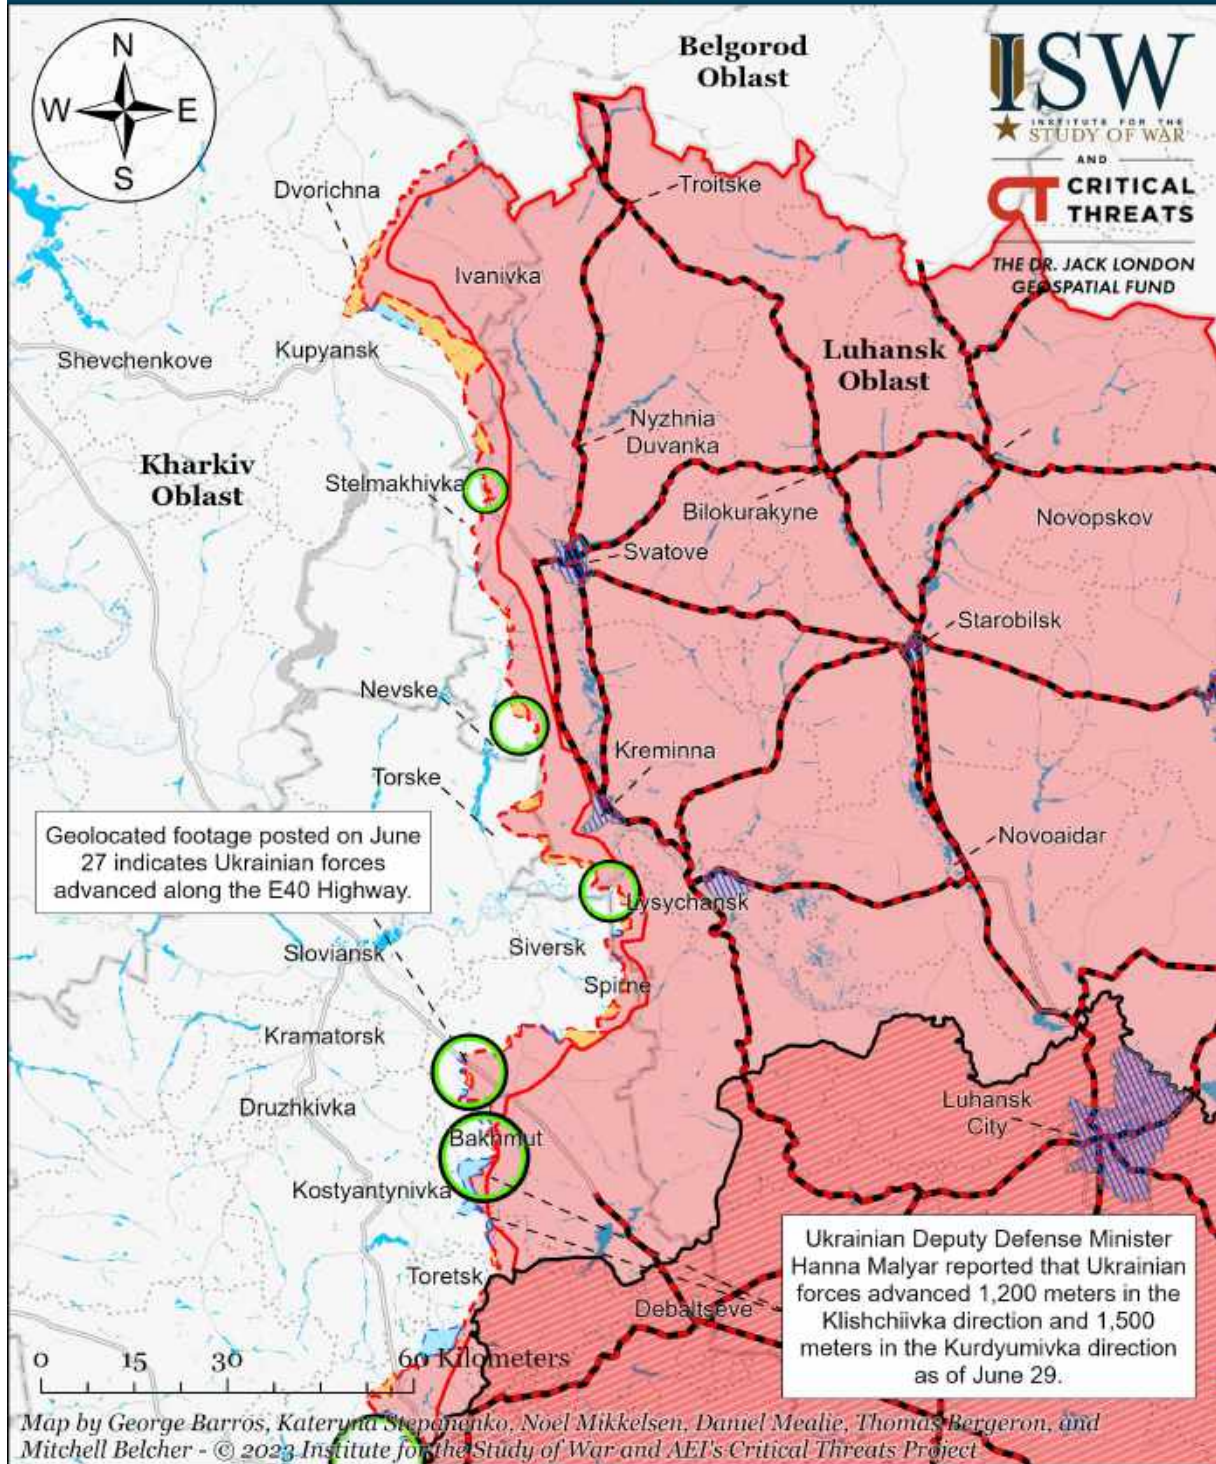 N
W
E
S
Belgorod
Oblast
ISW
INSTITUTE FOR THE
STUDY OF WAR
AND
CT CRITICAL
THREATS
THE DR. JACK LONDON
GEOSPATIAL FUND
Dvorichna
Troitske
Ivanivka
Shevchenkove
Kupyansk
Luhansk
Oblast
Nyzhnia
Duvanka
Kharkiv
Oblast
Stelmakhivka
Bilokurakyne
Novopskov
Svatove
Starobilsk
Nevske
Kreminna
Torske
Geolocated footage posted on June
27 indicates Ukrainian forces
advanced along the E40 Highway.
Novoaidar
Lysychansk
Sloviansk
Siversk
Spirne
Kramatorsk
Druzhkivka
Luhansk
City
Bakhmut
Kostyantynivka
Toretsk
Debaltseve
Ukrainian Deputy Defense Minister
Hanna Malyar reported that Ukrainian
forces advanced 1,200 meters in the
Klishchiivka direction and 1,500
meters in the Kurdyumivka direction
as of June 29.
0 15 30 60 Kilometers
Map by George Barros, Kateryna Stepanenko, Noel Mikkelsen, Daniel Mealie, Thomas Bergeron, and
Mitchell Belcher - © 2023 Institute for the Study of War and AEI's Critical Threats Project